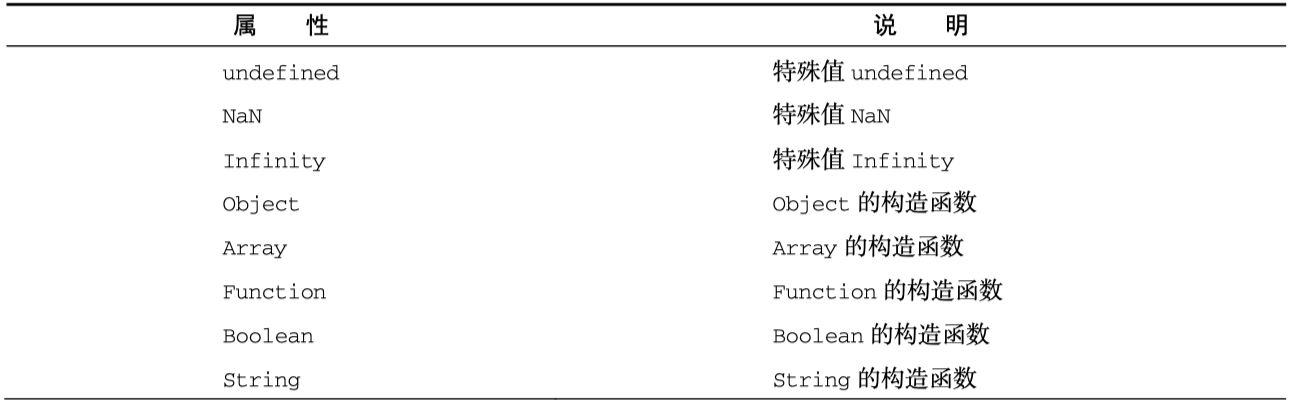 属 性 说 明
undefined 特殊值 undefined
NaN 特殊值 NaN
Infinity 特殊值 Infinity
Object Object 的构造函数
Array Array 的构造函数
Function Function 的构造函数
Boolean Boolean 的构造函数
String String 的构造函数